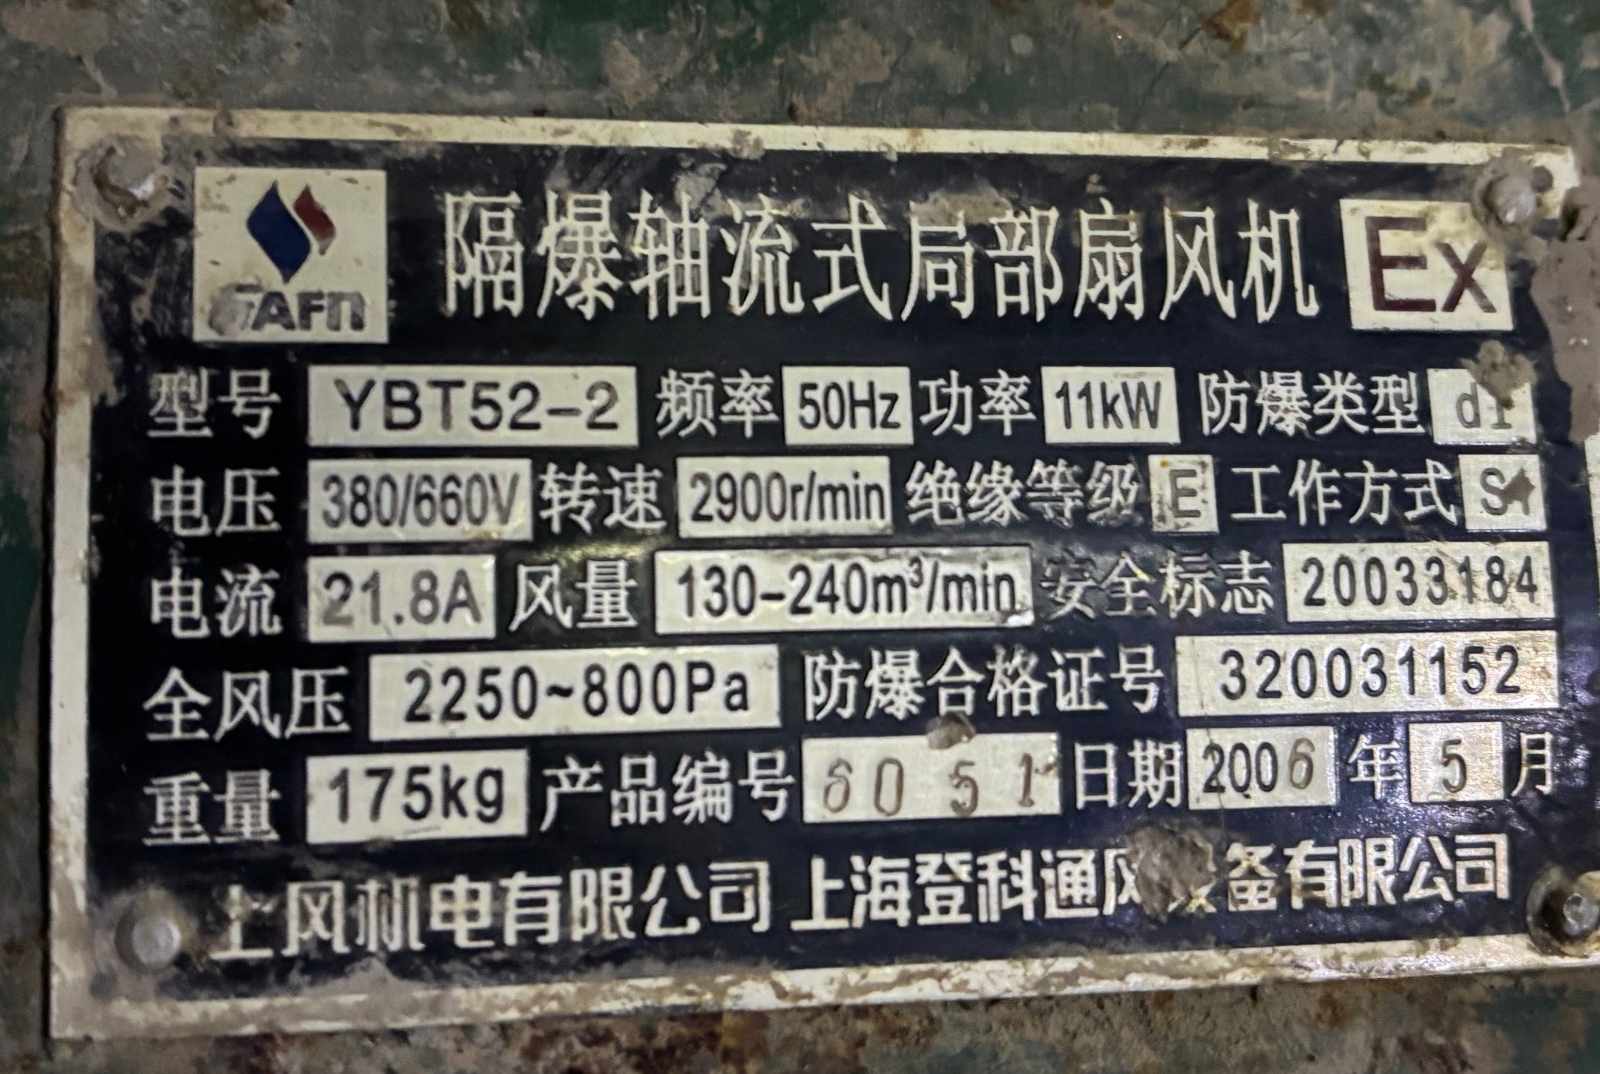 隔爆轴流式局部扇风机 Ex
型号 YBT52-2 频率 50Hz 功率 11kW 防爆类型 dI
电压 380/660V 转速 2900r/min 绝缘等级 E 工作方式
电流 21.8A 风量 130-240m³/min 安全标志 20033184
全风压 2250~800Pa 防爆合格证号 320031152
重量 175kg 产品编号 6051 日期 2006 年 5 月
上风机电有限公司 上海登科通风设备有限公司